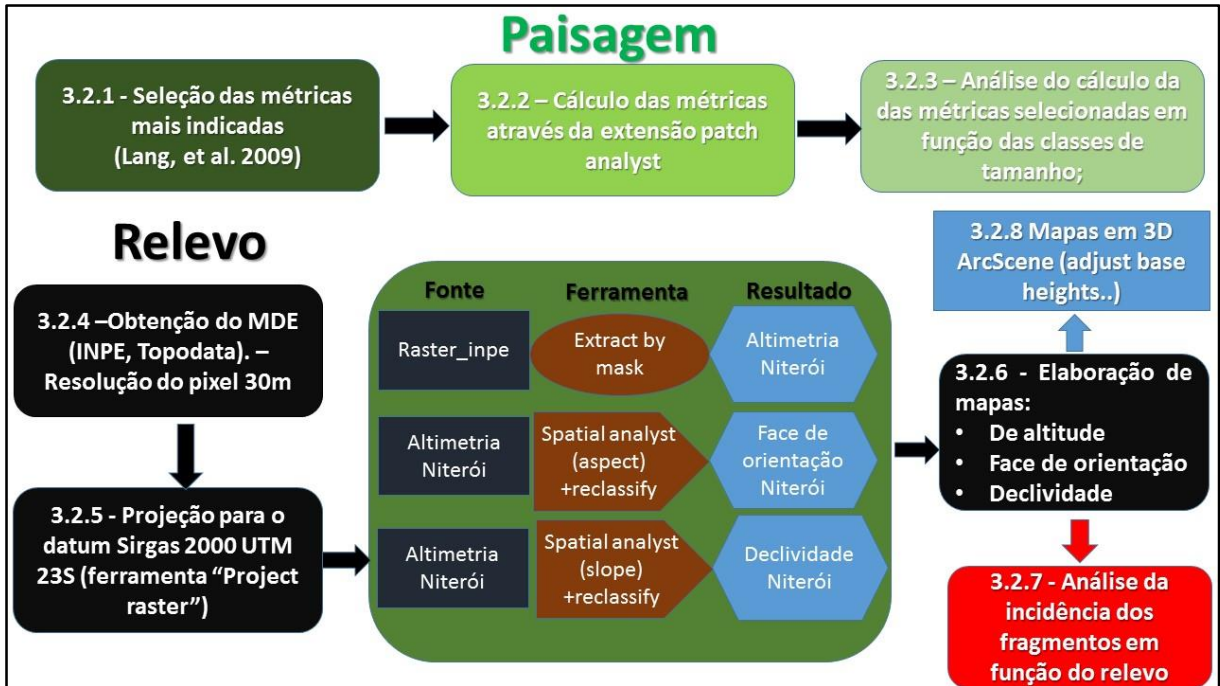 Paisagem
3.2.1 - Seleção das métricas
mais indicadas
(Lang, et al. 2009)
3.2.2 – Cálculo das métricas
através da extensão patch
analyst
3.2.3 – Análise do cálculo da
das métricas selecionadas em
função das classes de
tamanho;
Relevo
3.2.4 –Obtenção do MDE
(INPE, Topodata). –
Resolução do pixel 30m
3.2.5 - Projeção para o
datum Sirgas 2000 UTM
23S (ferramenta “Project
raster”)
Fonte
Ferramenta
Resultado
Raster_inpe
Extract by
mask
Altimetria
Niterói
Altimetria
Niterói
Spatial analyst
(aspect)
+reclassify
Face de
orientação
Niterói
Altimetria
Niterói
Spatial analyst
(slope)
+reclassify
Declividade
Niterói
3.2.8 Mapas em 3D
ArcScene (adjust base
heights..)
3.2.6 - Elaboração de
mapas:
• De altitude
• Face de orientação
• Declividade
3.2.7 - Análise da
incidência dos
fragmentos em
função do relevo